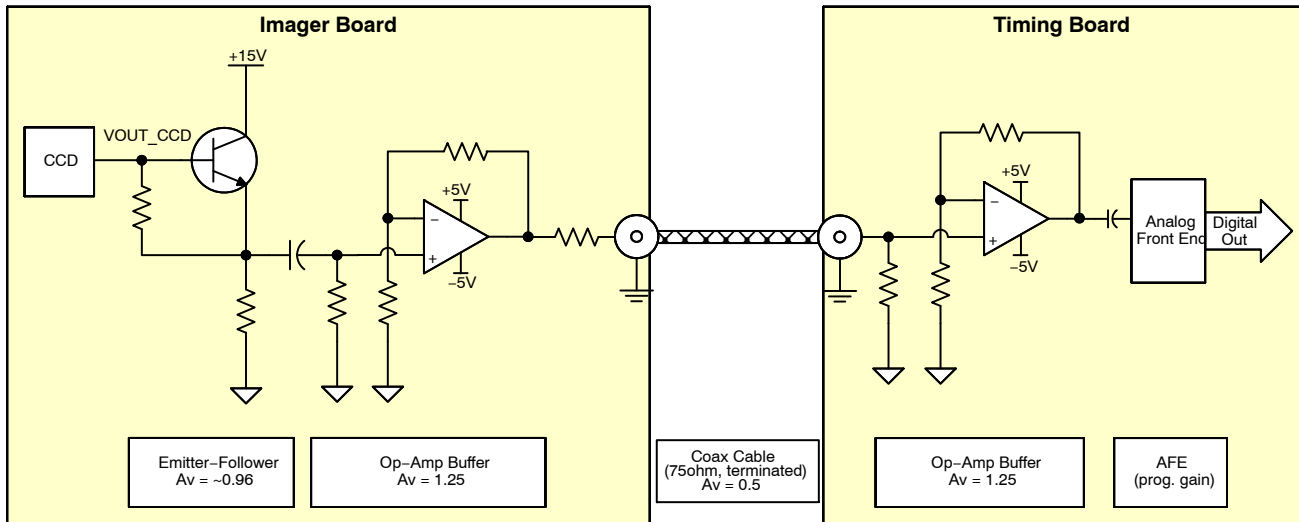 Imager Board
Timing Board
+15V
VOUT_CCD
CCD
+5V
−
+
−5V
+5V
−
+
−5V
Analog
Front End
Digital
Out
Emitter−Follower
Av = ~0.96
Op−Amp Buffer
Av = 1.25
Coax Cable
(75ohm, terminated)
Av = 0.5
Op−Amp Buffer
Av = 1.25
AFE
(prog. gain)